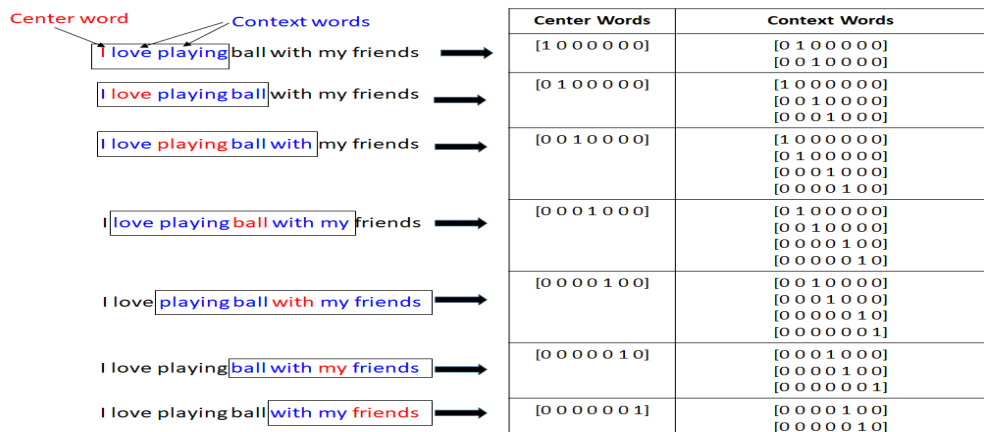 Center word
Context words
Center Words Context Words
I love playing ball with my friends [1 0 0 0 0 0 0] [0 1 0 0 0 0 0]
[0 0 1 0 0 0 0]
I love playing ball with my friends [0 1 0 0 0 0 0] [1 0 0 0 0 0 0]
[0 0 1 0 0 0 0]
[0 0 0 1 0 0 0]
I love playing ball with my friends [0 0 1 0 0 0 0] [1 0 0 0 0 0 0]
[0 1 0 0 0 0 0]
[0 0 0 1 0 0 0]
[0 0 0 0 1 0 0]
I love playing ball with my friends [0 0 0 1 0 0 0] [0 1 0 0 0 0 0]
[0 0 1 0 0 0 0]
[0 0 0 0 1 0 0]
[0 0 0 0 0 1 0]
I love playing ball with my friends [0 0 0 0 1 0 0] [0 0 1 0 0 0 0]
[0 0 0 1 0 0 0]
[0 0 0 0 0 1 0]
[0 0 0 0 0 0 1]
I love playing ball with my friends [0 0 0 0 0 1 0] [0 0 0 1 0 0 0]
[0 0 0 0 1 0 0]
[0 0 0 0 0 0 1]
I love playing ball with my friends [0 0 0 0 0 0 1] [0 0 0 0 1 0 0]
[0 0 0 0 0 1 0]